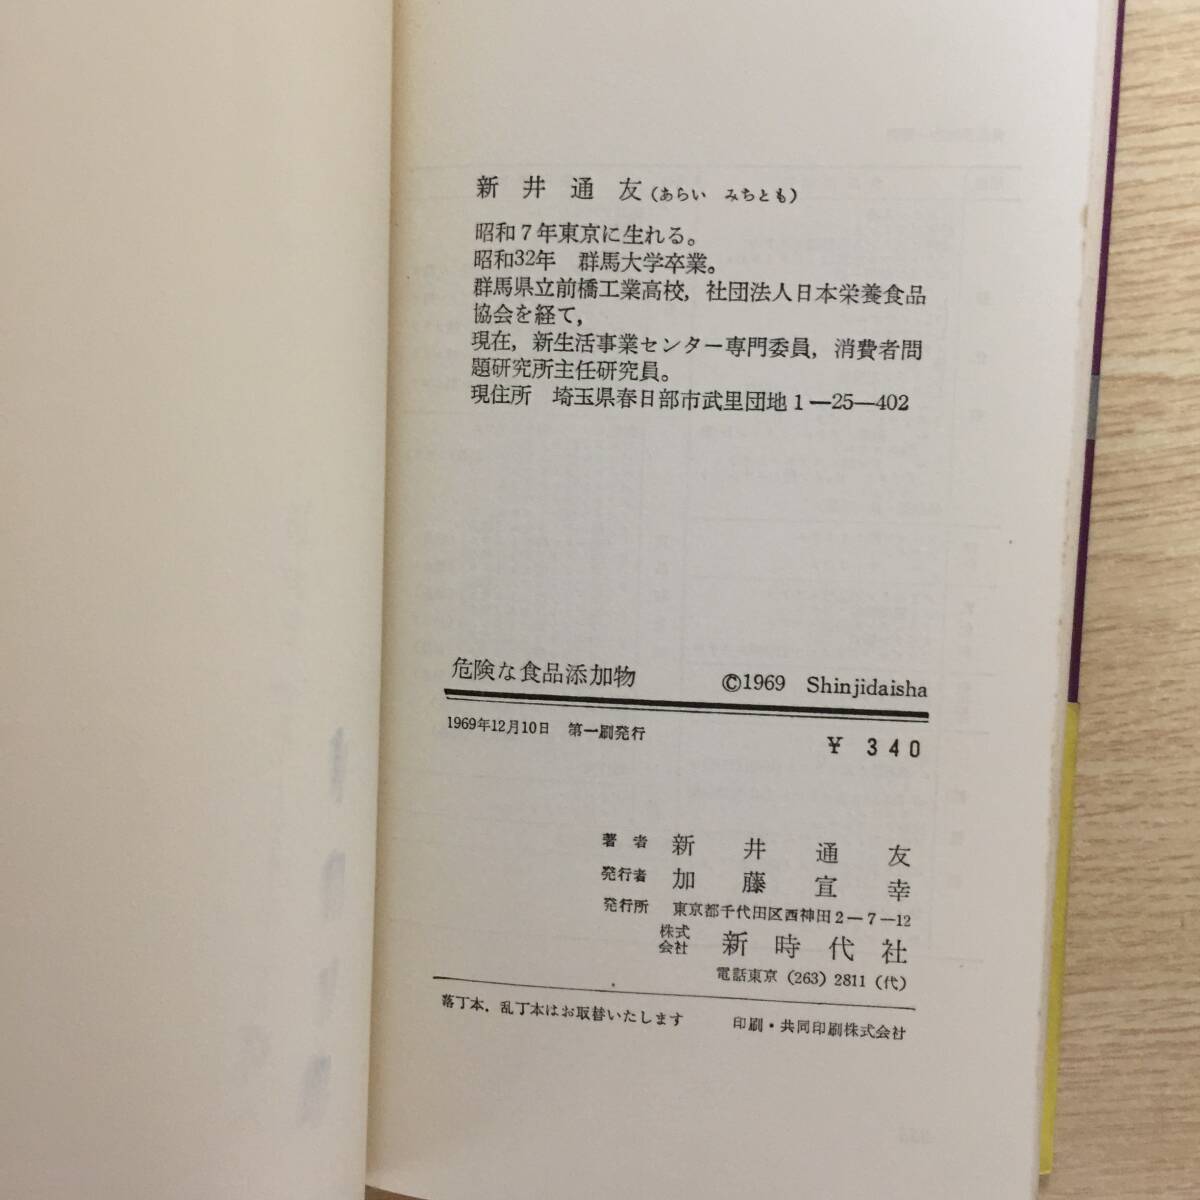 新井通友(あらい みちとも)
昭和7年東京に生れる。
昭和32年 群馬大学卒業。
群馬県立前橋工業高校,社団法人日本栄養食品
協会を経て,
現在,新生活事業センター専門委員,消費者問
題研究所主任研究員。
現住所 埼玉県春日部市武里団地1―25―402
危険な食品添加物 ©1969 Shinjidaisha
1969年12月10日 第一刷発行
¥ 340
著者 新井通友
発行者 加藤宣幸
発行所 東京都千代田区西神田2-7-12
株式会社 新時代社
電話東京(263)2811(代)
落丁本,乱丁本はお取替いたします 印刷・共同印刷株式会社